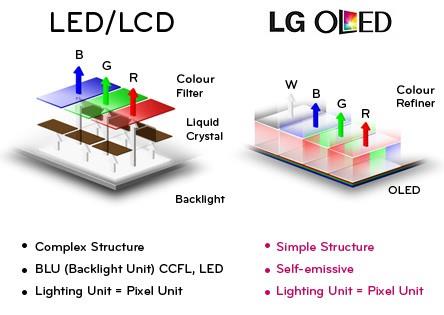 LED/LCD
B
G
R
Colour
Filter
Liquid
Crystal
Backlight
• Complex Structure
• BLU (Backlight Unit) CCFL, LED
• Lighting Unit = Pixel Unit
LG OLED
W
B
G
R
Colour
Refiner
OLED
• Simple Structure
• Self-emissive
• Lighting Unit = Pixel Unit